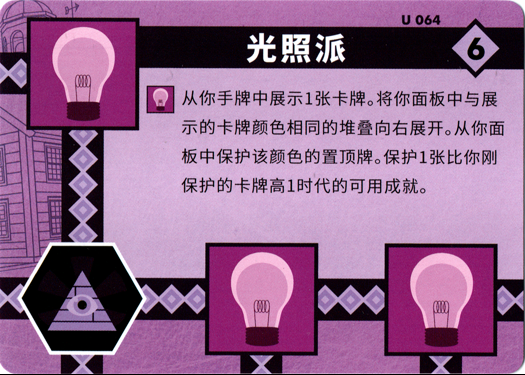 U 064
光照派
6
从你手牌中展示1张卡牌。将你面板中与展
示的卡牌颜色相同的堆叠向右展开。从你面
板中保护该颜色的置顶牌。保护1张比你刚
保护的卡牌高1时代的可用成就。